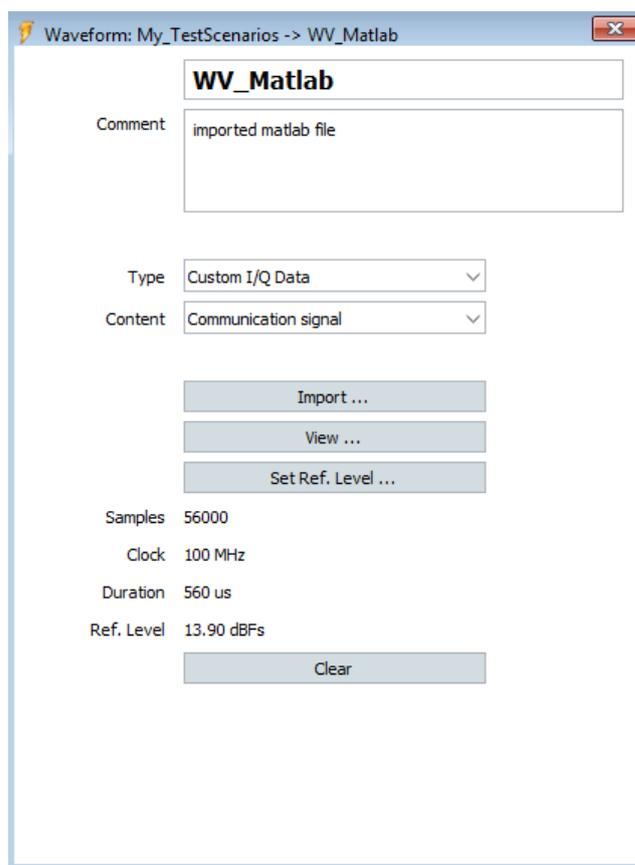 Waveform: My_TestScenarios -> WV_Matlab
WV_Matlab
Comment imported matlab file
Type Custom I/Q Data
Content Communication signal
Import ...
View ...
Set Ref. Level ...
Samples 56000
Clock 100 MHz
Duration 560 us
Ref. Level 13.90 dBFs
Clear